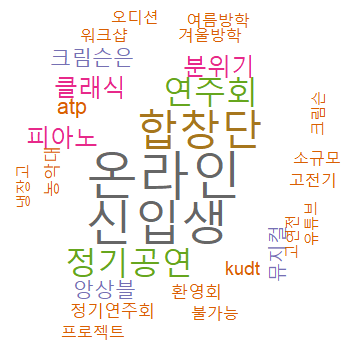 오디션
여름방학
워크샵
겨울방학
크림슨은
분위기
클래식
연주회
atp
크림슨
합창단
피아노
소규모
냉장고
농악대
온라인
고전기
신입생
유튜브
고연전
뮤지컬
정기공연
kudt
앙상블
환영회
정기연주회
불가능
프로젝트